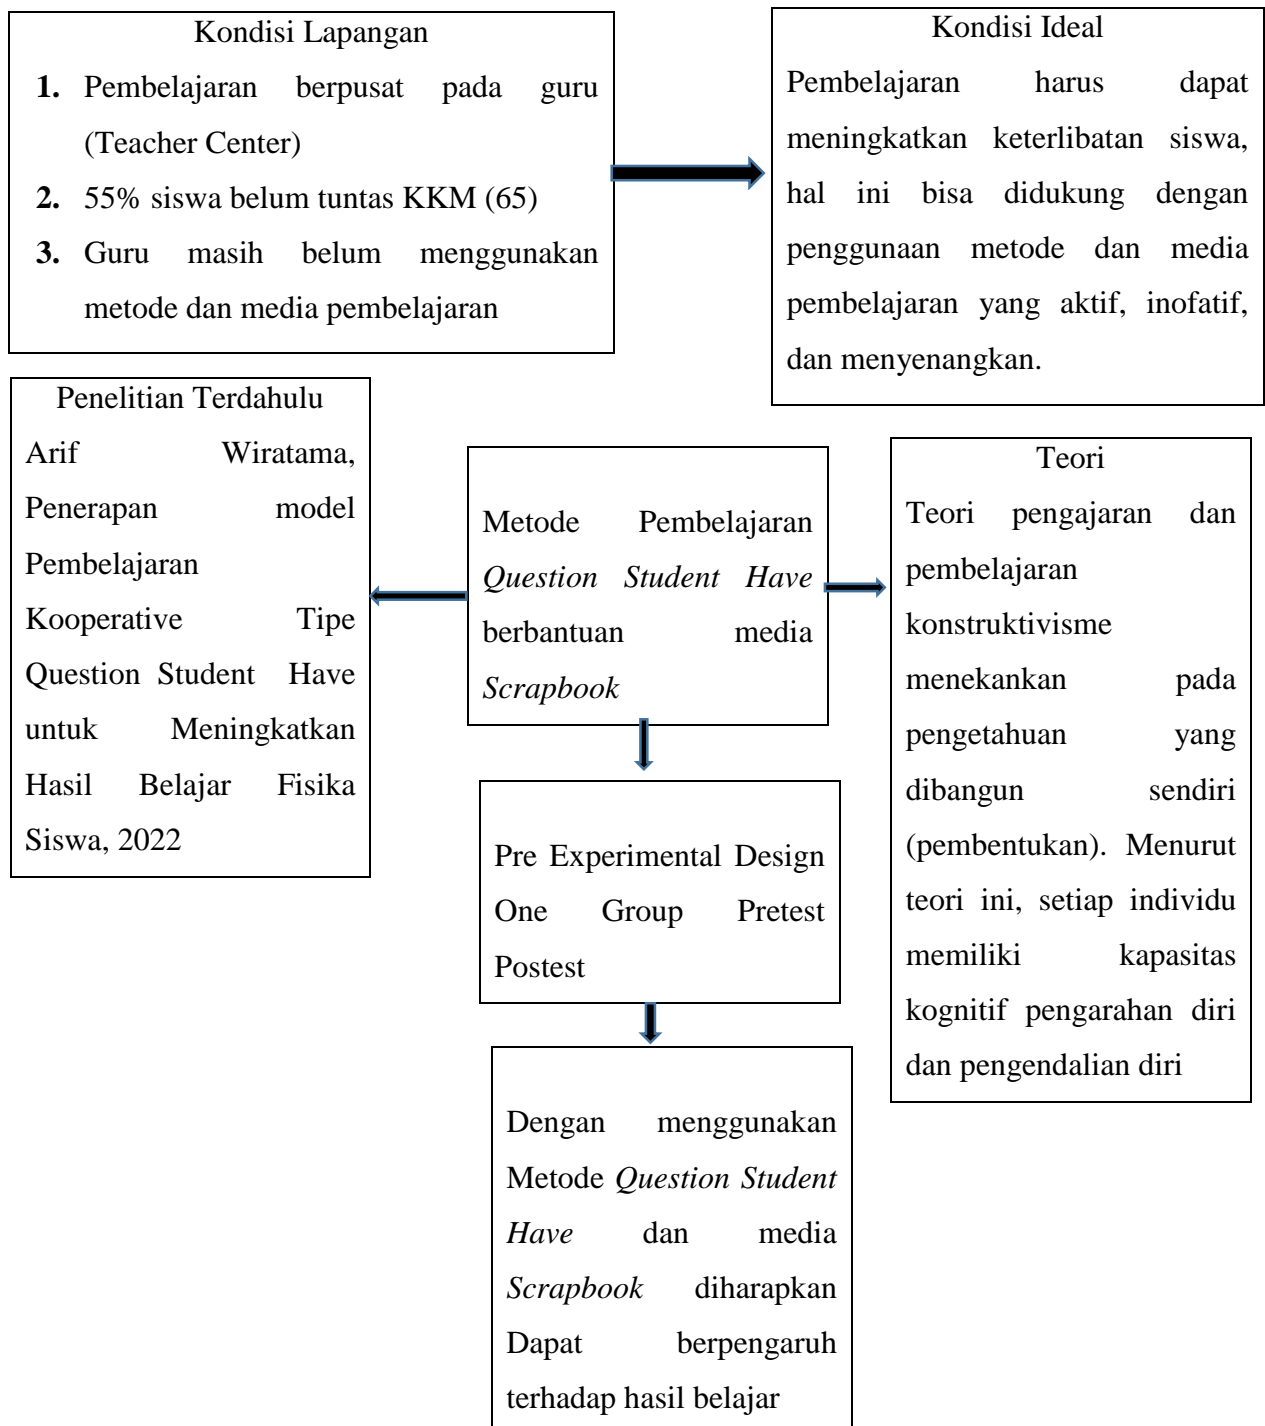 Kondisi Lapangan
1. Pembelajaran berpusat pada guru
(Teacher Center)
2. 55% siswa belum tuntas KKM (65)
3. Guru masih belum menggunakan
metode dan media pembelajaran
Kondisi Ideal
Pembelajaran harus dapat
meningkatkan keterlibatan siswa,
hal ini bisa didukung dengan
penggunaan metode dan media
pembelajaran yang aktif, inofatif,
dan menyenangkan.
Penelitian Terdahulu
Arif Wiratama,
Penerapan model
Pembelajaran
Kooperative Tipe
Question Student Have
untuk Meningkatkan
Hasil Belajar Fisika
Siswa, 2022
Metode Pembelajaran
Question Student Have
berbantuan media
Scrapbook
Teori
Teori pengajaran dan
pembelajaran
konstruktivisme
menekankan pada
pengetahuan yang
dibangun sendiri
(pembentukan). Menurut
teori ini, setiap individu
memiliki kapasitas
kognitif pengarahan diri
dan pengendalian diri
Pre Experimental Design
One Group Pretest
Postest
Dengan menggunakan
Metode Question Student
Have dan media
Scrapbook diharapkan
Dapat berpengaruh
terhadap hasil belajar